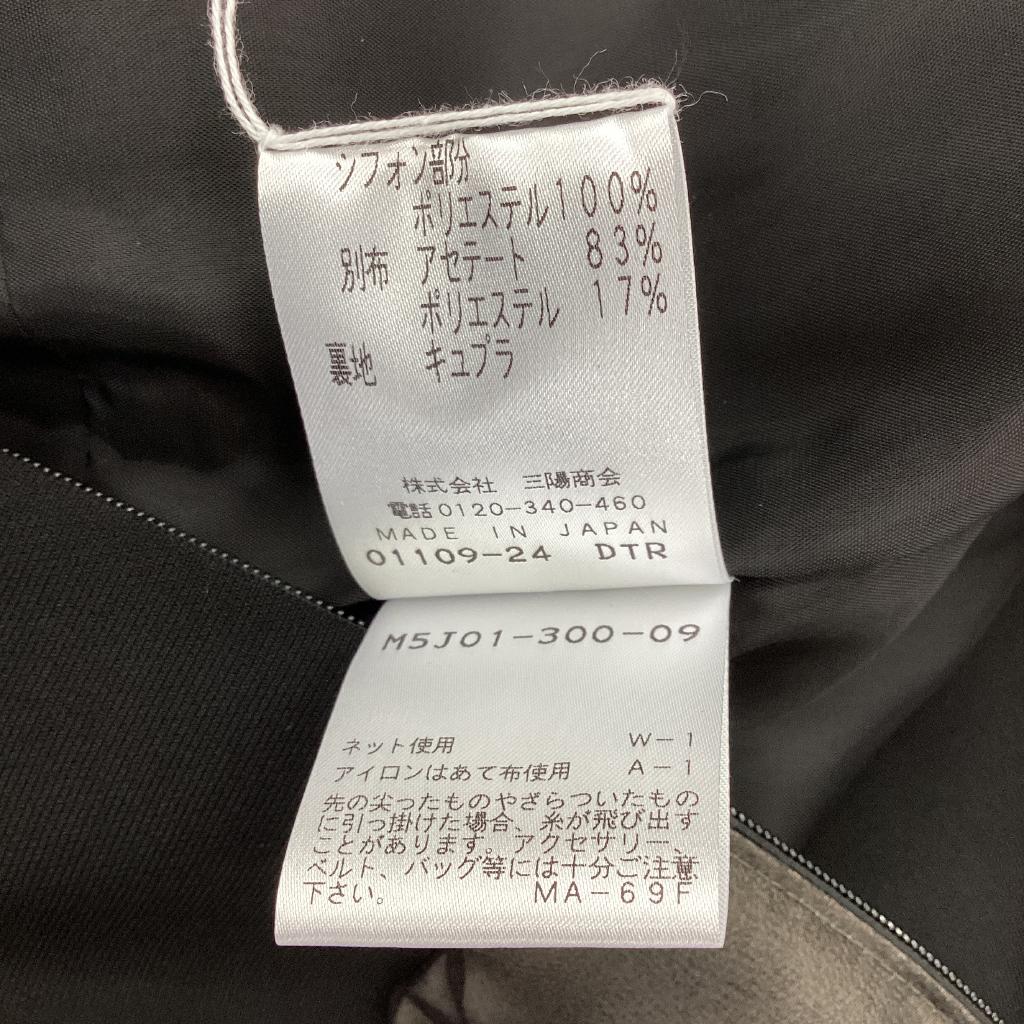 シフォン部分
ポリエステル100%
別布 アセテート 83%
ポリエステル 17%
裏地 キュプラ
株式会社 三陽商会
電話0120-340-460
MADE IN JAPAN
01109-24 DTR
M5J01-300-09
ネット使用 W-1
アイロンはあて布使用 A-1
先の尖ったものやざらついたもの
に引っ掛けた場合、糸が飛び出す
ことがあります。アクセサリー、
ベルト、バッグ等には十分ご注意
下さい。 MA-69F